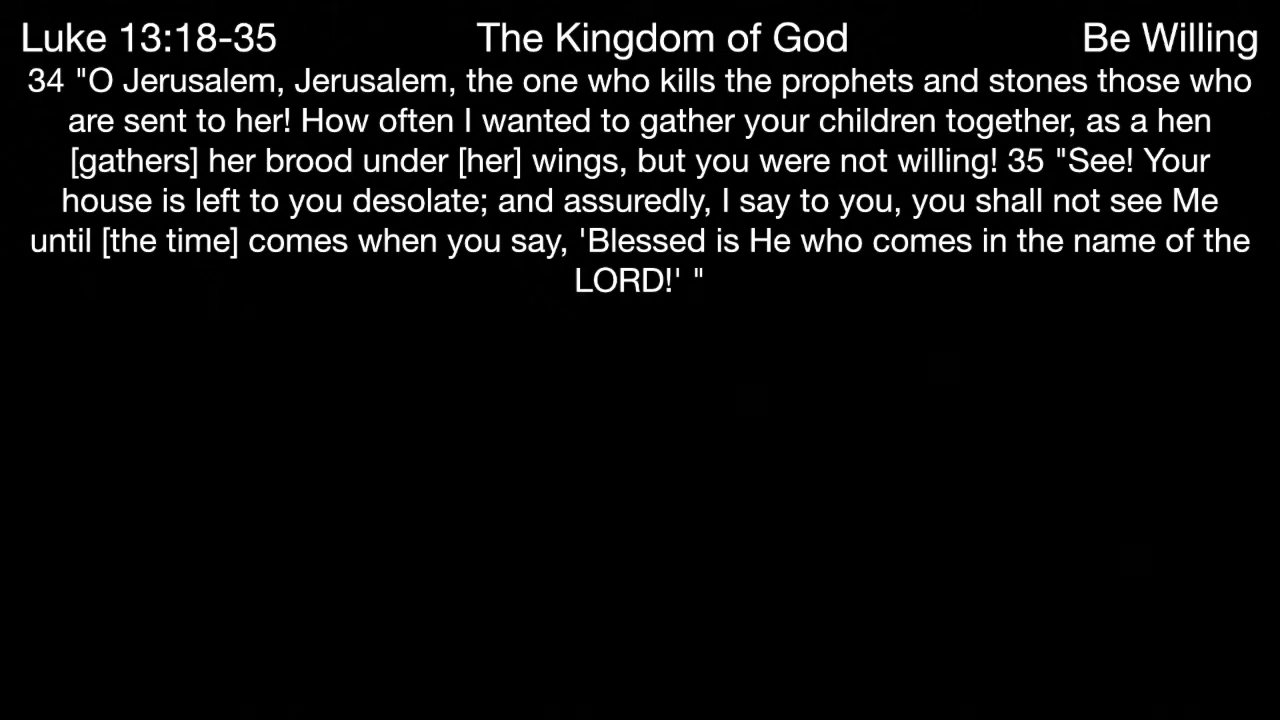 Luke 13:18-35 The Kingdom of God Be Willing
34 "O Jerusalem, Jerusalem, the one who kills the prophets and stones those who
are sent to her! How often I wanted to gather your children together, as a hen
[gathers] her brood under [her] wings, but you were not willing! 35 "See! Your
house is left to you desolate; and assuredly, I say to you, you shall not see Me
until [the time] comes when you say, 'Blessed is He who comes in the name of the
LORD!' "